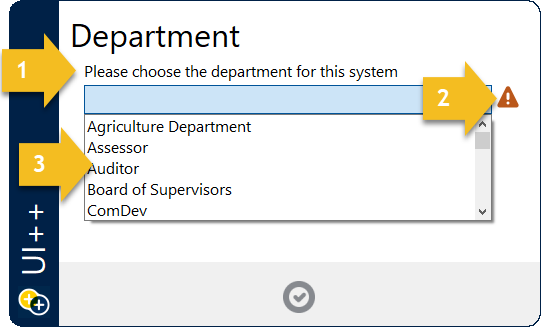 Department
1
Please choose the department for this system
2
Agriculture Department
Assessor
3
Auditor
Board of Supervisors
ComDev
UI++